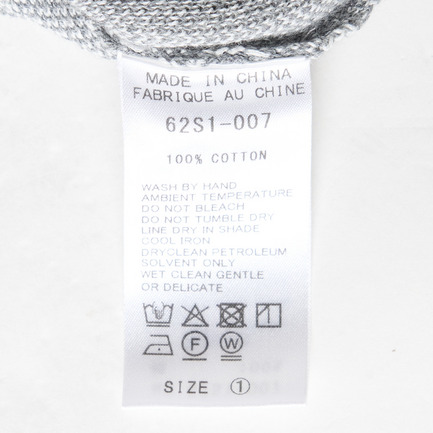 MADE IN CHINA
FABRIQUE AU CHINE
62S1-007
100% COTTON
WASH BY HAND
AMBIENT TEMPERATURE
DO NOT BLEACH
DO NOT TUMBLE DRY
LINE DRY IN SHADE
COOL IRON
DRYCLEAN PETROLEUM
SOLVENT ONLY
WET CLEAN GENTLE
OR DELICATE
F W
SIZE ①